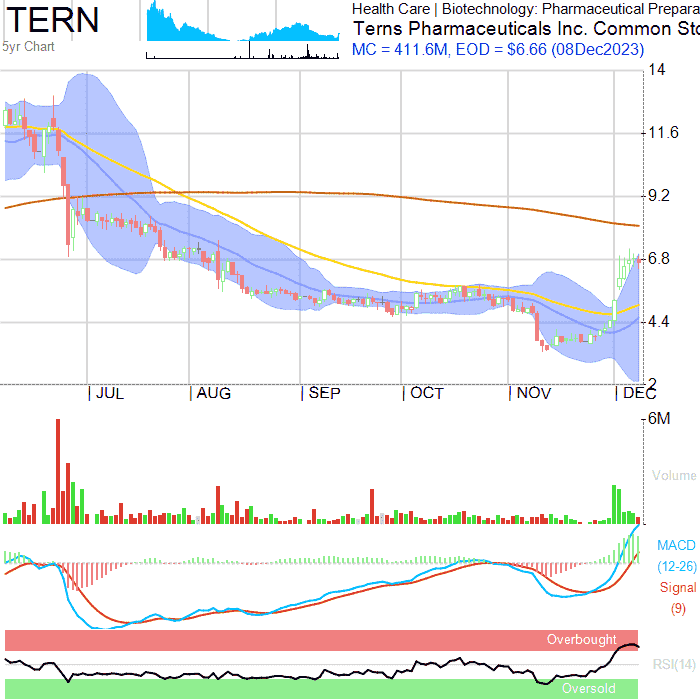 TERN
5yr Chart
Health Care | Biotechnology: Pharmaceutical Prepara
Terns Pharmaceuticals Inc. Common Sto
MC = 411.6M, EOD = $6.66 (08Dec2023)
14
11.6
9.2
6.8
4.4
2
JUL
AUG
SEP
OCT
NOV
DEC
6M
Volume
MACD
(12-26)
Signal
(9)
Overbought
RSI(14)
Oversold